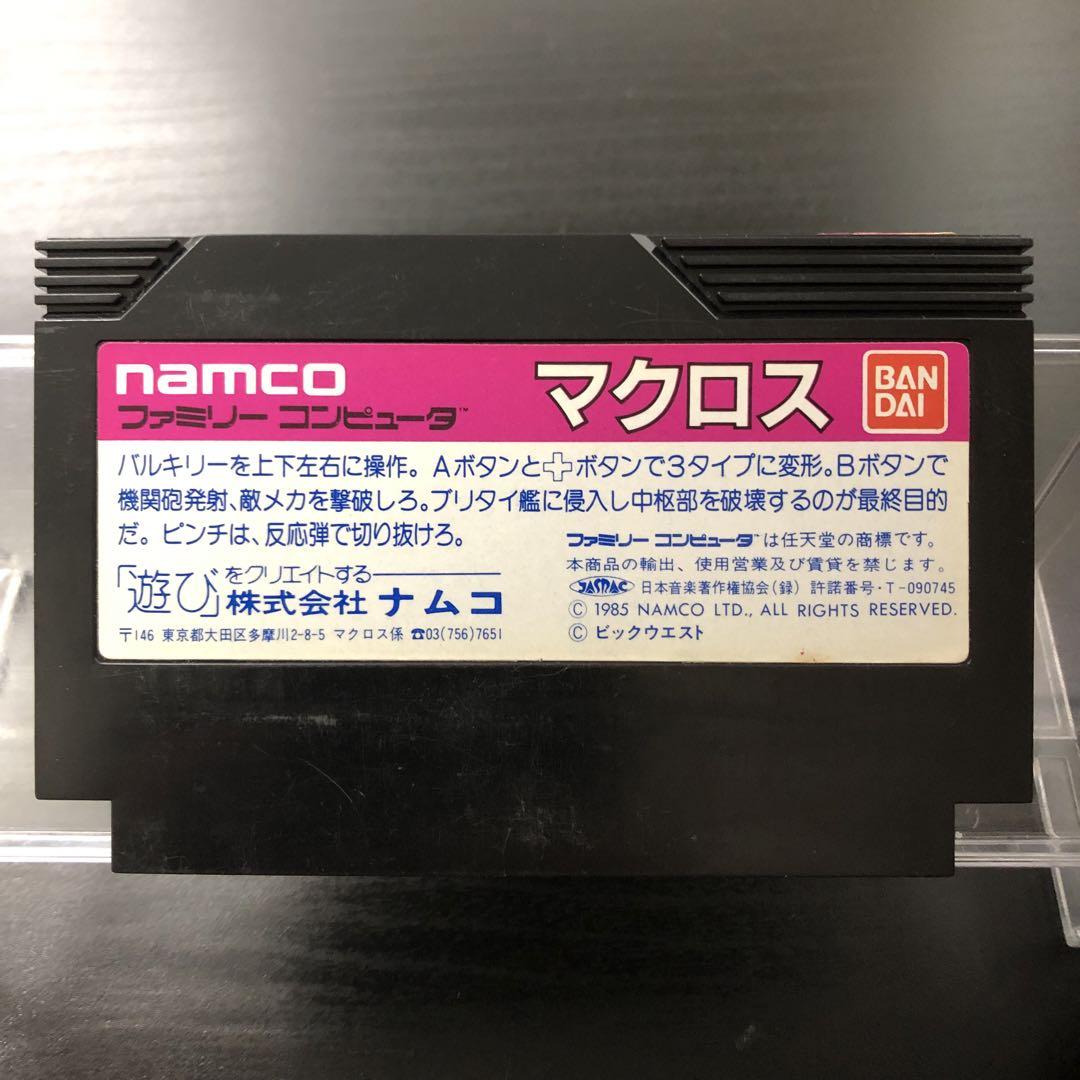 namco
ファミリー コンピュータ™
マクロス
BAN
DAI
バルキリーを上下左右に操作。Aボタンと✚ボタンで3タイプに変形。Bボタンで
機関砲発射、敵メカを撃破しろ。ブリタイ艦に侵入し中枢部を破壊するのが最終目的
だ。ピンチは、反応弾で切り抜けろ。
「遊び」をクリエイトする
株式会社 ナムコ
〒146 東京都大田区多摩川2-8-5 マクロス係 ☎03(756)7651
ファミリー コンピュータ™は任天堂の商標です。
本商品の輸出、使用営業及び賃貸を禁じます。
JASRAC 日本音楽著作権協会(録) 許諾番号・T-090745
© 1985 NAMCO LTD., ALL RIGHTS RESERVED.
© ビックウエスト